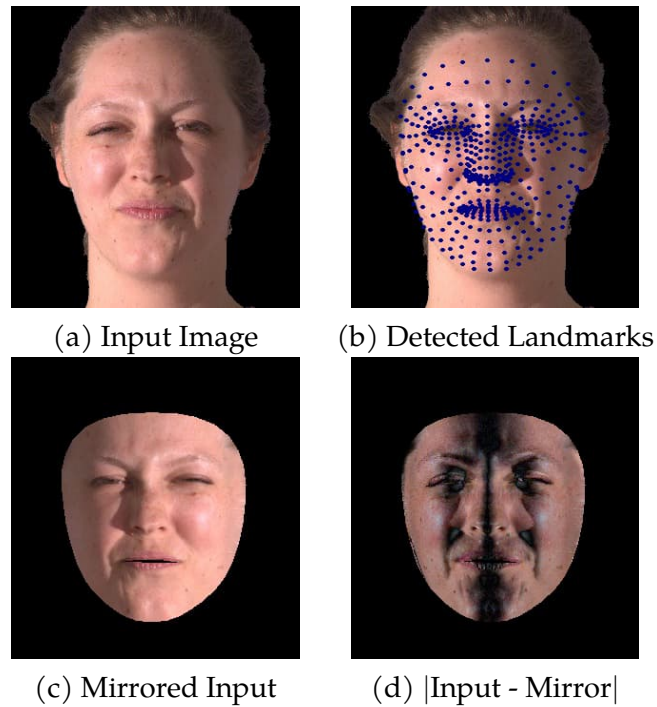 (a) Input Image
(b) Detected Landmarks
(c) Mirrored Input
(d) |Input - Mirror|